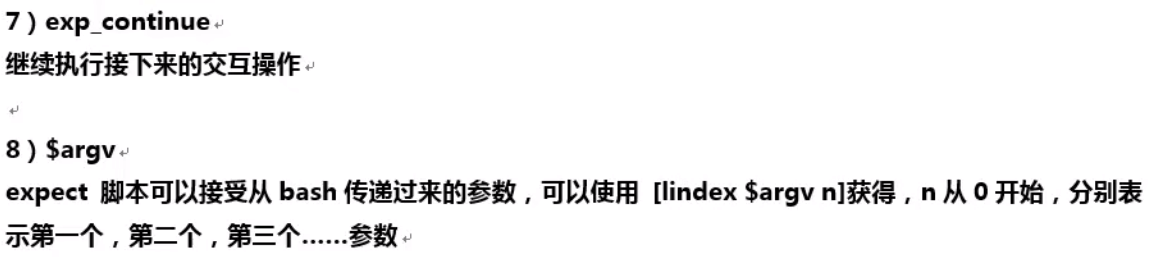 7）exp_continue
继续执行接下来的交互操作
8）$argv
expect 脚本可以接受从 bash 传递过来的参数，可以使用 [lindex $argv n]获得，n 从 0 开始，分别表
示第一个，第二个，第三个……参数